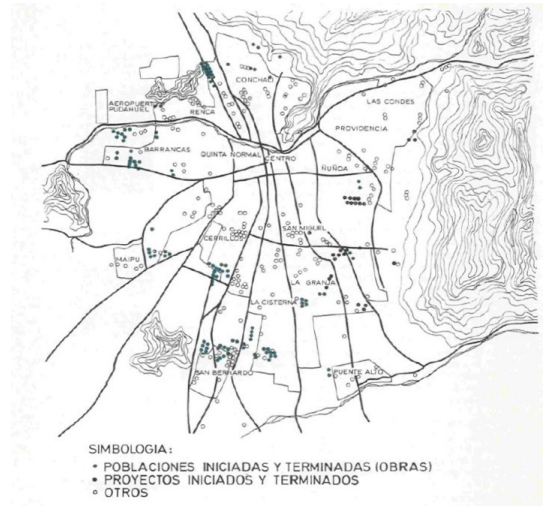 CONCHALI
LAS CONDES
AEROPUERTO
PUDAHUEL
RENCA
PROVIDENCIA
BARRANCAS
QUINTA NORMAL
CENTRO
ÑUÑOA
SAN MIGUEL
CERRILLOS
MAIPU
LA GRANJA
LA CISTERNA
SAN BERNARDO
PUENTE ALTO
SIMBOLOGIA:
• POBLACIONES INICIADAS Y TERMINADAS (OBRAS)
• PROYECTOS INICIADOS Y TERMINADOS
○ OTROS